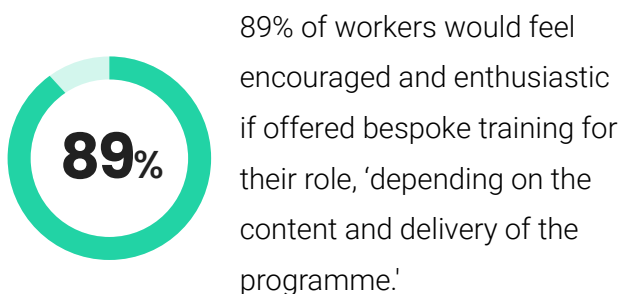 89%
89% of workers would feel
encouraged and enthusiastic
if offered bespoke training for
their role, ‘depending on the
content and delivery of the
programme.'